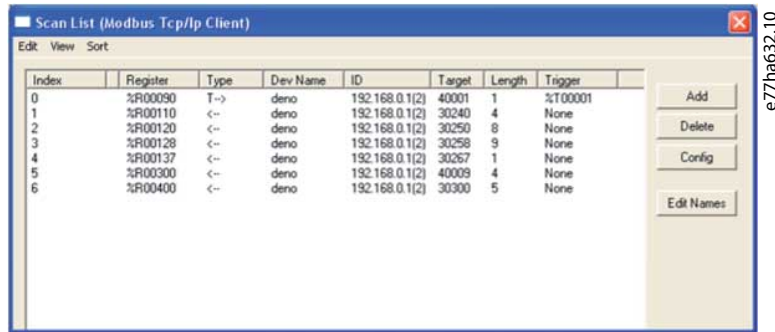 Scan List (Modbus Tcp/Ip Client)
Edit View Sort
Index Register Type Dev Name ID Target Length Trigger
0 %R00090 T--> deno 192.168.0.1(2) 40001 1 %T00001
1 %R00110 <-- deno 192.168.0.1(2) 30240 4 None
2 %R00120 <-- deno 192.168.0.1(2) 30250 8 None
3 %R00128 <-- deno 192.168.0.1(2) 30258 9 None
4 %R00137 <-- deno 192.168.0.1(2) 30267 1 None
5 %R00300 <-- deno 192.168.0.1(2) 40009 4 None
6 %R00400 <-- deno 192.168.0.1(2) 30300 5 None
Add
Delete
Config
Edit Names
e77ha632.10